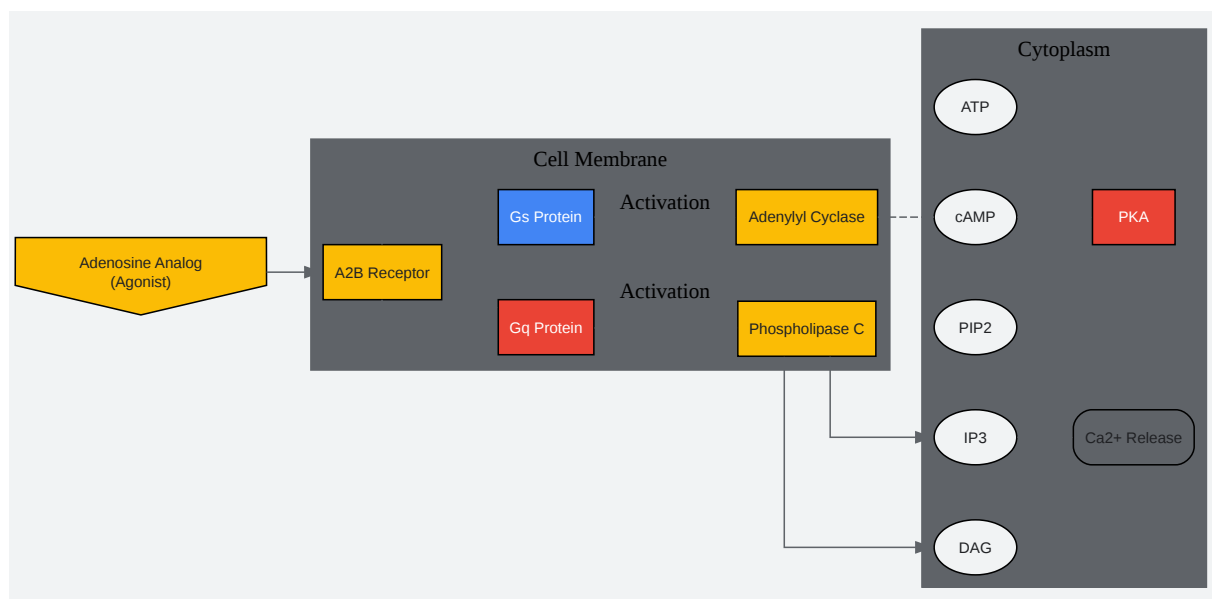 Cytoplasm
ATP
Cell Membrane
Gs Protein
Activation
Adenylyl Cyclase
cAMP
PKA
Adenosine Analog
(Agonist)
A2B Receptor
Activation
Gq Protein
Phospholipase C
PIP2
IP3
Ca2+ Release
DAG